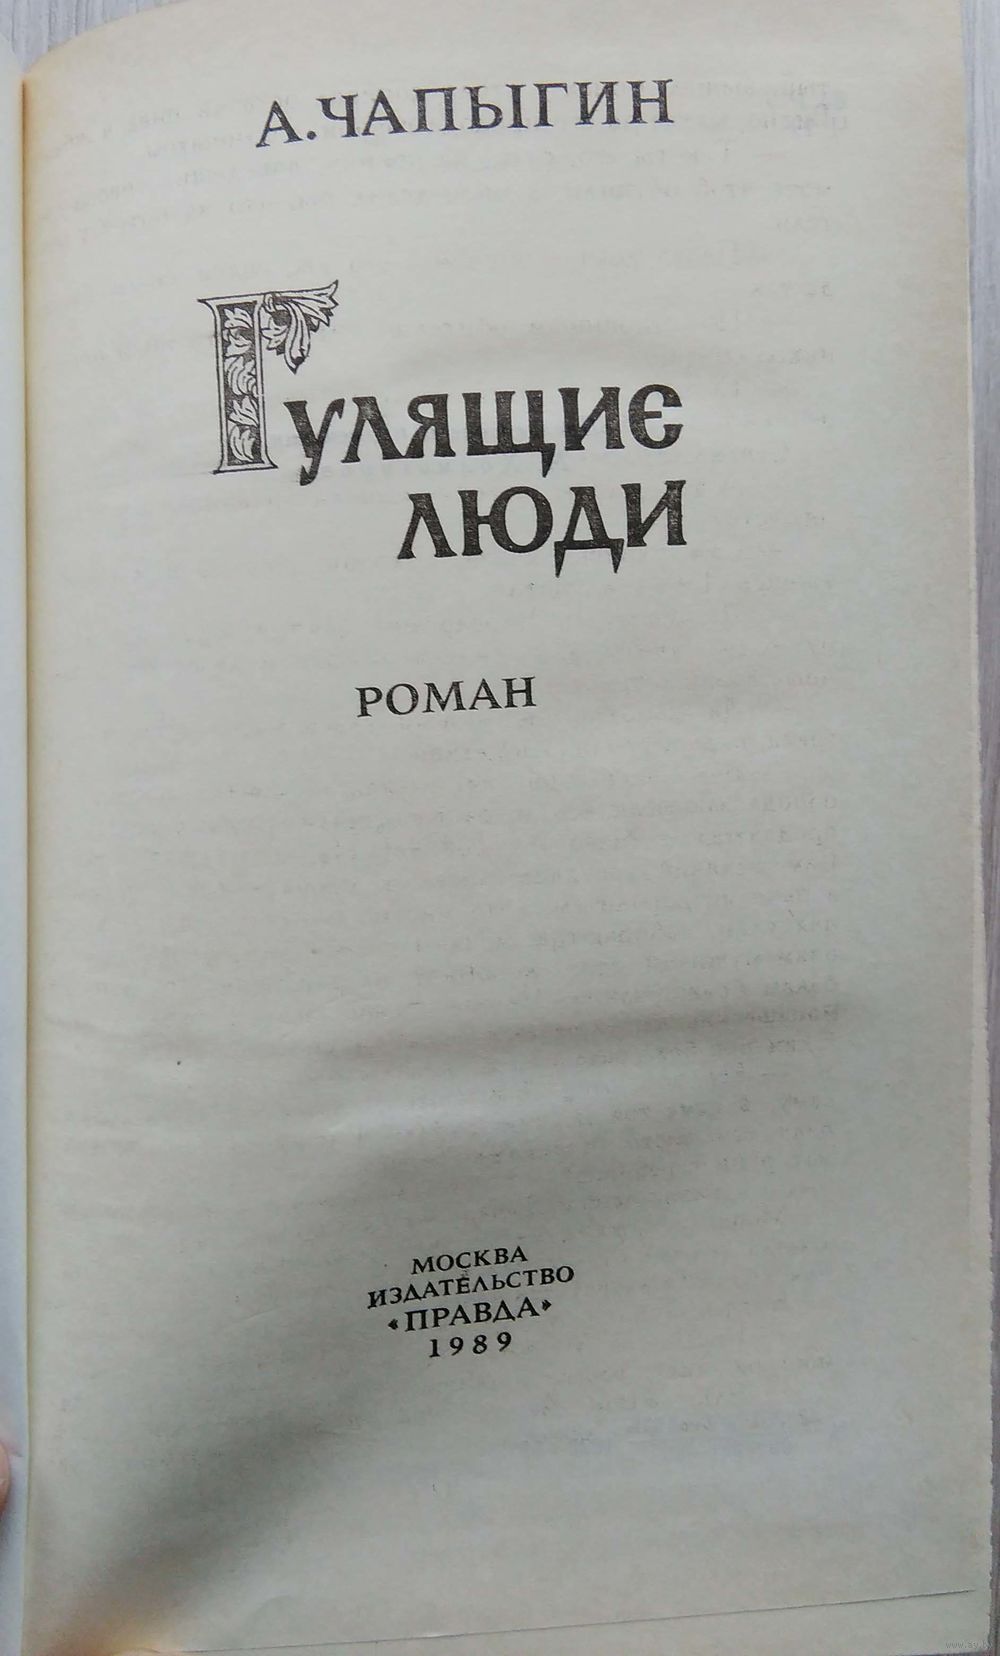 А. ЧАПЫГИН
Гулящие
люди
РОМАН
МОСКВА
ИЗДАТЕЛЬСТВО
«ПРАВДА»
1989